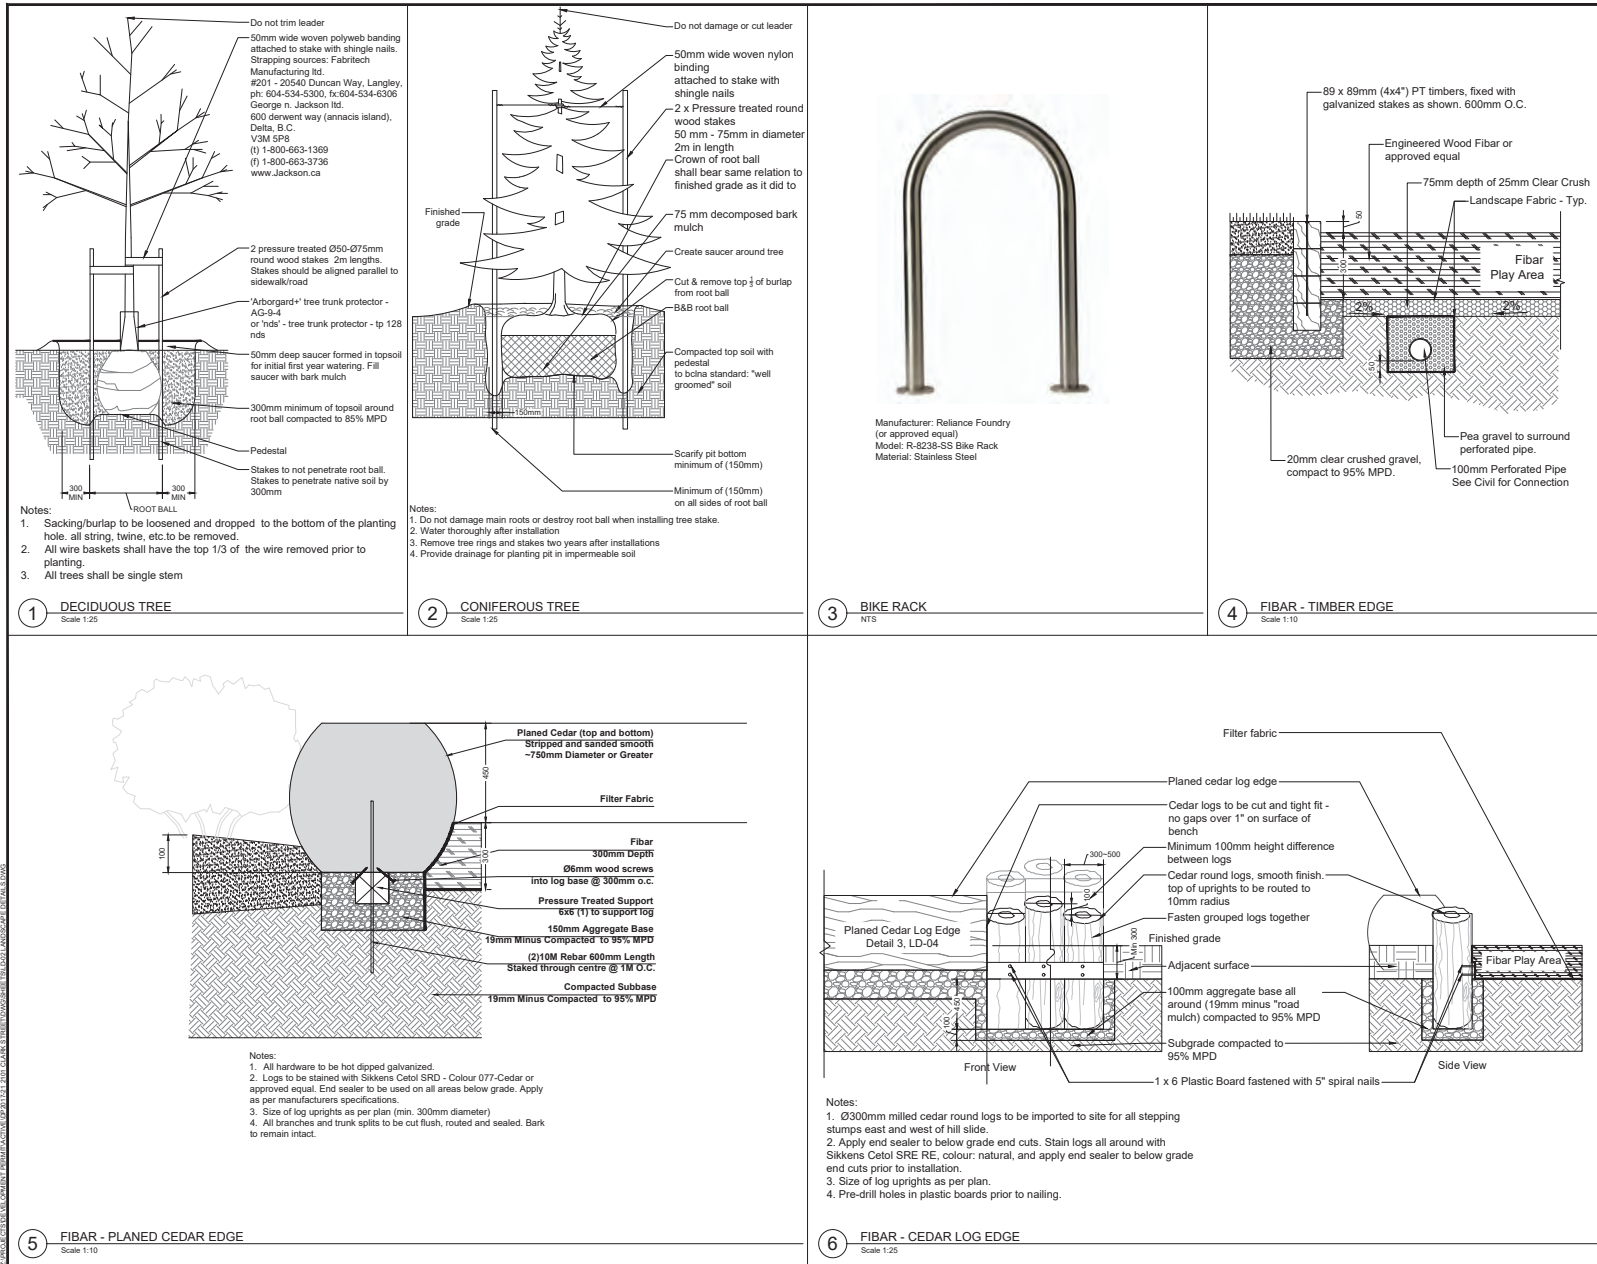 Do not trim leader
50mm wide woven polyweb banding
attached to stake with shingle nails.
Strapping sources: Fabritech
Manufacturing ltd.
#201 - 20540 Duncan Way, Langley,
ph: 604-534-5300, fx:604-534-6306
George n. Jackson ltd.
600 derwent way (annacis island),
Delta, B.C.
V3M 5P8
(t) 1-800-663-1369
(f) 1-800-663-3736
www.Jackson.ca
2 pressure treated Ø50-Ø75mm
round wood stakes 2m lengths.
Stakes should be aligned parallel to
sidewalk/road
'Arborgard+' tree trunk protector -
AG-9-4
or 'nds' - tree trunk protector - tp 128
nds
50mm deep saucer formed in topsoil
for initial first year watering. Fill
saucer with bark mulch
300mm minimum of topsoil around
root ball compacted to 85% MPD
Pedestal
Stakes to not penetrate root ball.
Stakes to penetrate native soil by
300mm
300
MIN
300
MIN
ROOT BALL
Notes:
1. Sacking/burlap to be loosened and dropped to the bottom of the planting
hole. all string, twine, etc.to be removed.
2. All wire baskets shall have the top 1/3 of the wire removed prior to
planting.
3. All trees shall be single stem
1
DECIDUOUS TREE
Scale 1:25
Do not damage or cut leader
50mm wide woven nylon
binding
attached to stake with
shingle nails
2 x Pressure treated round
wood stakes
50 mm - 75mm in diameter
2m in length
Crown of root ball
shall bear same relation to
finished grade as it did to
Finished
grade
75 mm decomposed bark
mulch
Create saucer around tree
Cut & remove top 1/3 of burlap
from root ball
B&B root ball
Compacted top soil with
pedestal
to bclna standard: "well
groomed" soil
150mm
Scarify pit bottom
minimum of (150mm)
Minimum of (150mm)
on all sides of root ball
Notes:
1. Do not damage main roots or destroy root ball when installing tree stake.
2. Water thoroughly after installation
3. Remove tree rings and stakes two years after installations
4. Provide drainage for planting pit in impermeable soil
2
CONIFEROUS TREE
Scale 1:25
Manufacturer: Reliance Foundry
(or approved equal)
Model: R-8238-SS Bike Rack
Material: Stainless Steel
3
BIKE RACK
NTS
89 x 89mm (4x4") PT timbers, fixed with
galvanized stakes as shown. 600mm O.C.
Engineered Wood Fibar or
approved equal
75mm depth of 25mm Clear Crush
Landscape Fabric - Typ.
50
300
Fibar
Play Area
2%
2%
50
Pea gravel to surround
perforated pipe.
20mm clear crushed gravel,
compact to 95% MPD.
100mm Perforated Pipe
See Civil for Connection
4
FIBAR - TIMBER EDGE
Scale 1:10
Planed Cedar (top and bottom)
Stripped and sanded smooth
~750mm Diameter or Greater
450
Filter Fabric
Fibar
300mm Depth
300
100
Ø6mm wood screws
into log base @ 300mm o.c.
Pressure Treated Support
6x6 (1) to support log
150mm Aggregate Base
19mm Minus Compacted to 95% MPD
(2)10M Rebar 600mm Length
Staked through centre @ 1M O.C.
Compacted Subbase
19mm Minus Compacted to 95% MPD
Notes:
1. All hardware to be hot dipped galvanized.
2. Logs to be stained with Sikkens Cetol SRD - Colour 077-Cedar or
approved equal. End sealer to be used on all areas below grade. Apply
as per manufacturers specifications.
3. Size of log uprights as per plan (min. 300mm diameter)
4. All branches and trunk splits to be cut flush, routed and sealed. Bark
to remain intact.
5
FIBAR - PLANED CEDAR EDGE
Scale 1:10
Filter fabric
Planed cedar log edge
Cedar logs to be cut and tight fit -
no gaps over 1" on surface of
bench
Minimum 100mm height difference
between logs
300~500
100
Cedar round logs, smooth finish.
top of uprights to be routed to
10mm radius
Fasten grouped logs together
Planed Cedar Log Edge
Detail 3, LD-04
Min 300
Finished grade
Adjacent surface
Fibar Play Area
450
100
100mm aggregate base all
around (19mm minus "road
mulch) compacted to 95% MPD
Subgrade compacted to
95% MPD
Front View
Side View
1 x 6 Plastic Board fastened with 5" spiral nails
Notes:
1. Ø300mm milled cedar round logs to be imported to site for all stepping
stumps east and west of hill slide.
2. Apply end sealer to below grade end cuts. Stain logs all around with
Sikkens Cetol SRE RE, colour: natural, and apply end sealer to below grade
end cuts prior to installation.
3. Size of log uprights as per plan.
4. Pre-drill holes in plastic boards prior to nailing.
6
FIBAR - CEDAR LOG EDGE
Scale 1:25